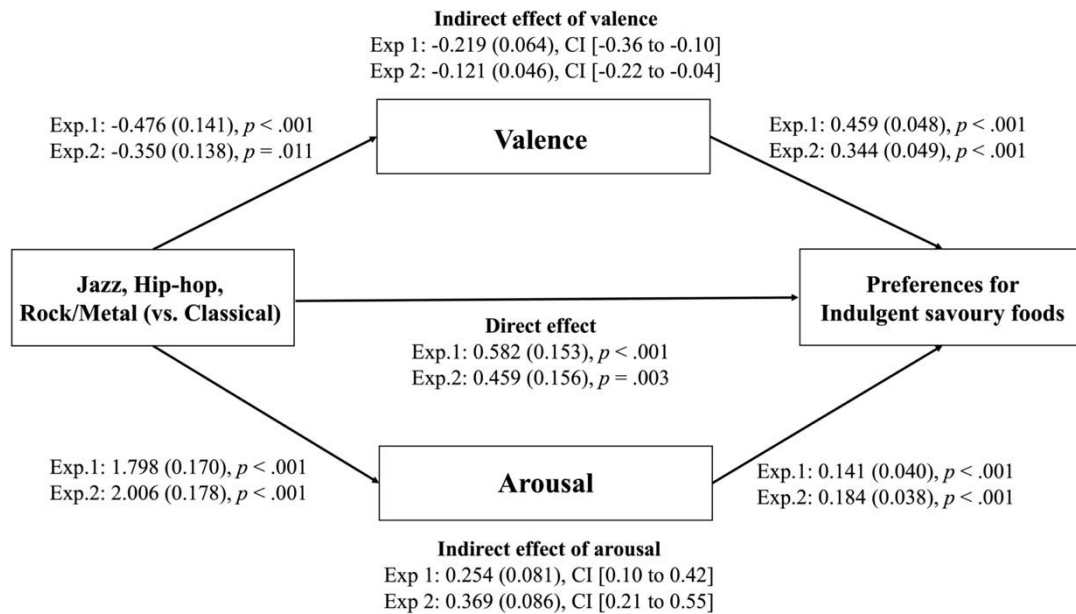 Indirect effect of valence
Exp 1: -0.219 (0.064), CI [-0.36 to -0.10]
Exp 2: -0.121 (0.046), CI [-0.22 to -0.04]
Exp.1: -0.476 (0.141), p < .001
Exp.2: -0.350 (0.138), p = .011
Valence
Exp.1: 0.459 (0.048), p < .001
Exp.2: 0.344 (0.049), p < .001
Jazz, Hip-hop,
Rock/Metal (vs. Classical)
Preferences for
Indulgent savoury foods
Direct effect
Exp.1: 0.582 (0.153), p < .001
Exp.2: 0.459 (0.156), p = .003
Exp.1: 1.798 (0.170), p < .001
Exp.2: 2.006 (0.178), p < .001
Arousal
Exp.1: 0.141 (0.040), p < .001
Exp.2: 0.184 (0.038), p < .001
Indirect effect of arousal
Exp 1: 0.254 (0.081), CI [0.10 to 0.42]
Exp 2: 0.369 (0.086), CI [0.21 to 0.55]